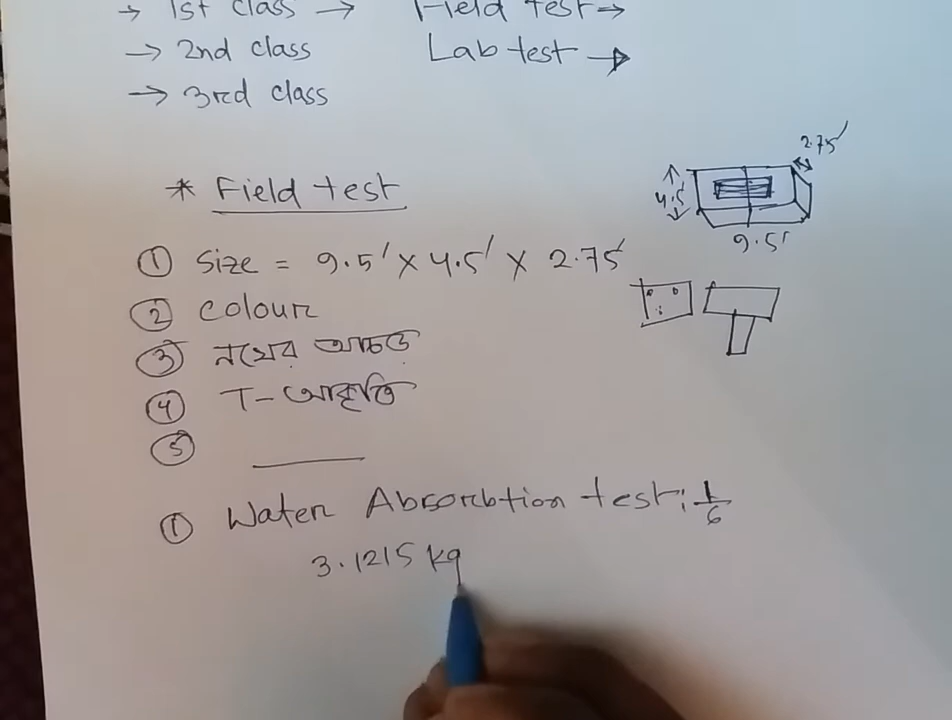 → 1st class → Field test→
→ 2nd class Lab test →
→ 3rd class
2.75'
* Field test
4.5
9.5'
① Size = 9.5' × 4.5' × 2.75'
② Colour
③ নখের আচড়
④ T-আকৃতি
⑤
① Water Absorbtion test: 1/6
3.1215 kg